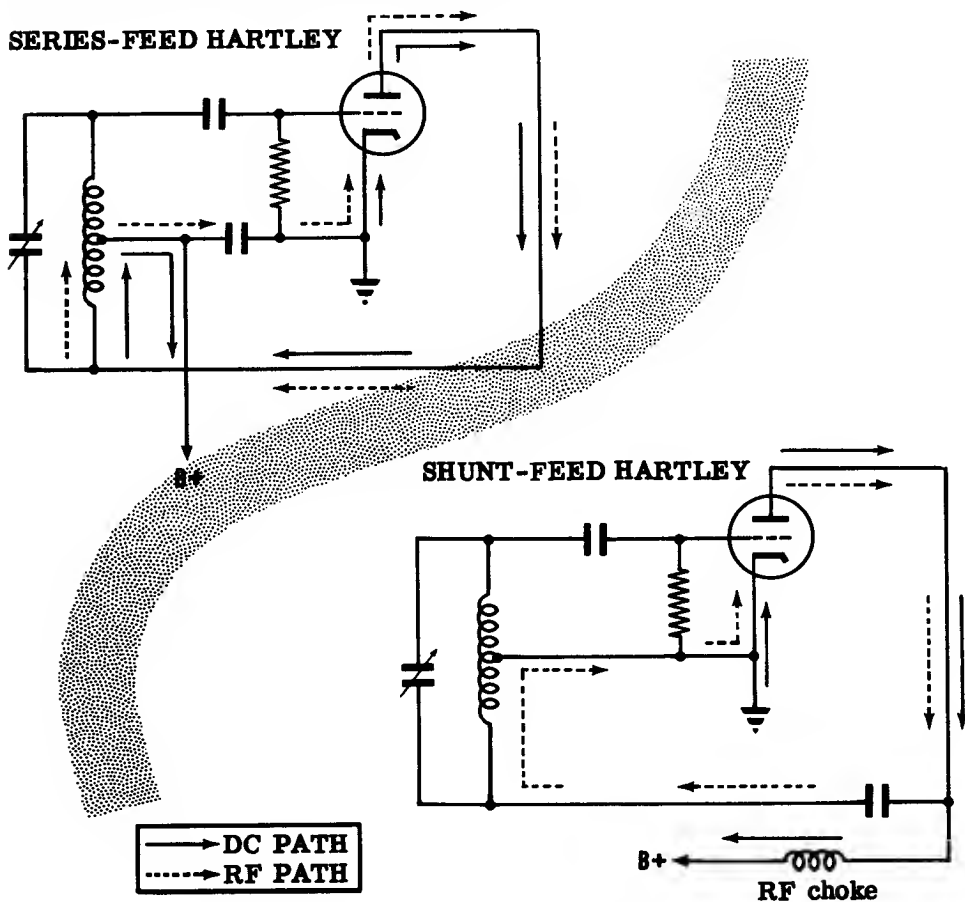 SERIES-FEED HARTLEY
B+
SHUNT-FEED HARTLEY
DC PATH
RF PATH
B+
RF choke